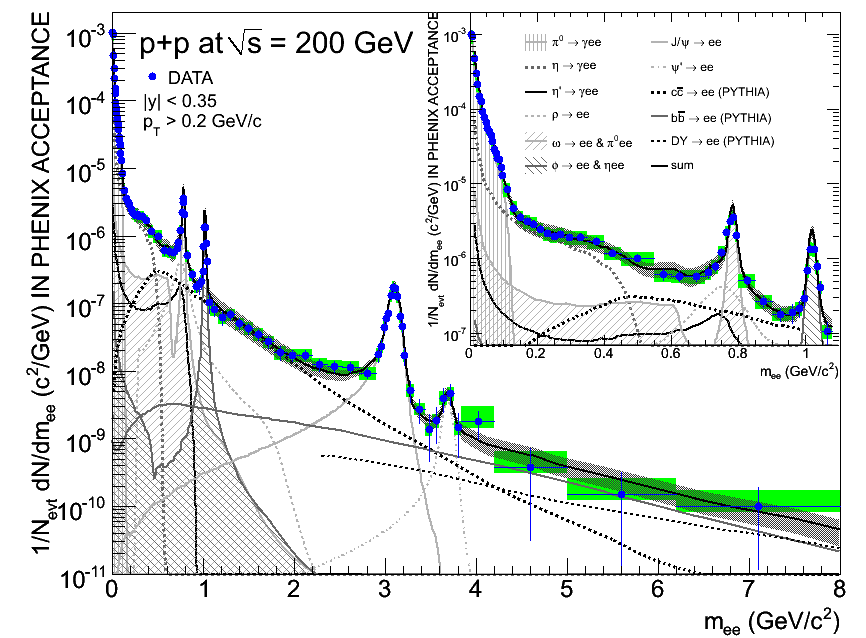 1/N_evt dN/dm_ee (c²/GeV) IN PHENIX ACCEPTANCE
10⁻³
10⁻⁴
10⁻⁵
10⁻⁶
10⁻⁷
10⁻⁸
10⁻⁹
10⁻¹⁰
10⁻¹¹
p+p at √s = 200 GeV
DATA
|y| < 0.35
p_T > 0.2 GeV/c
0 1 2 3 4 5 6 7 8
m_ee (GeV/c²)
1/N_evt dN/dm_ee (c²/GeV) IN PHENIX ACCEPTANCE
10⁻³
10⁻⁴
10⁻⁵
10⁻⁶
10⁻⁷
π⁰ → γee
η → γee
η' → γee
ρ → ee
ω → ee & π⁰ee
ϕ → ee & ηee
J/ψ → ee
ψ' → ee
cc̅ → ee (PYTHIA)
bb̅ → ee (PYTHIA)
DY → ee (PYTHIA)
sum
0 0.2 0.4 0.6 0.8 1
m_ee (GeV/c²)